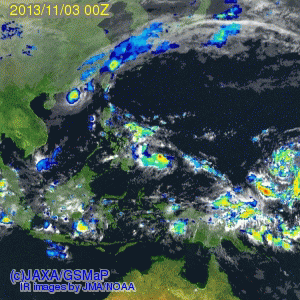 2013/11/03 00Z
(c)JAXA/GSMaP
IR images by JMA/NOAA